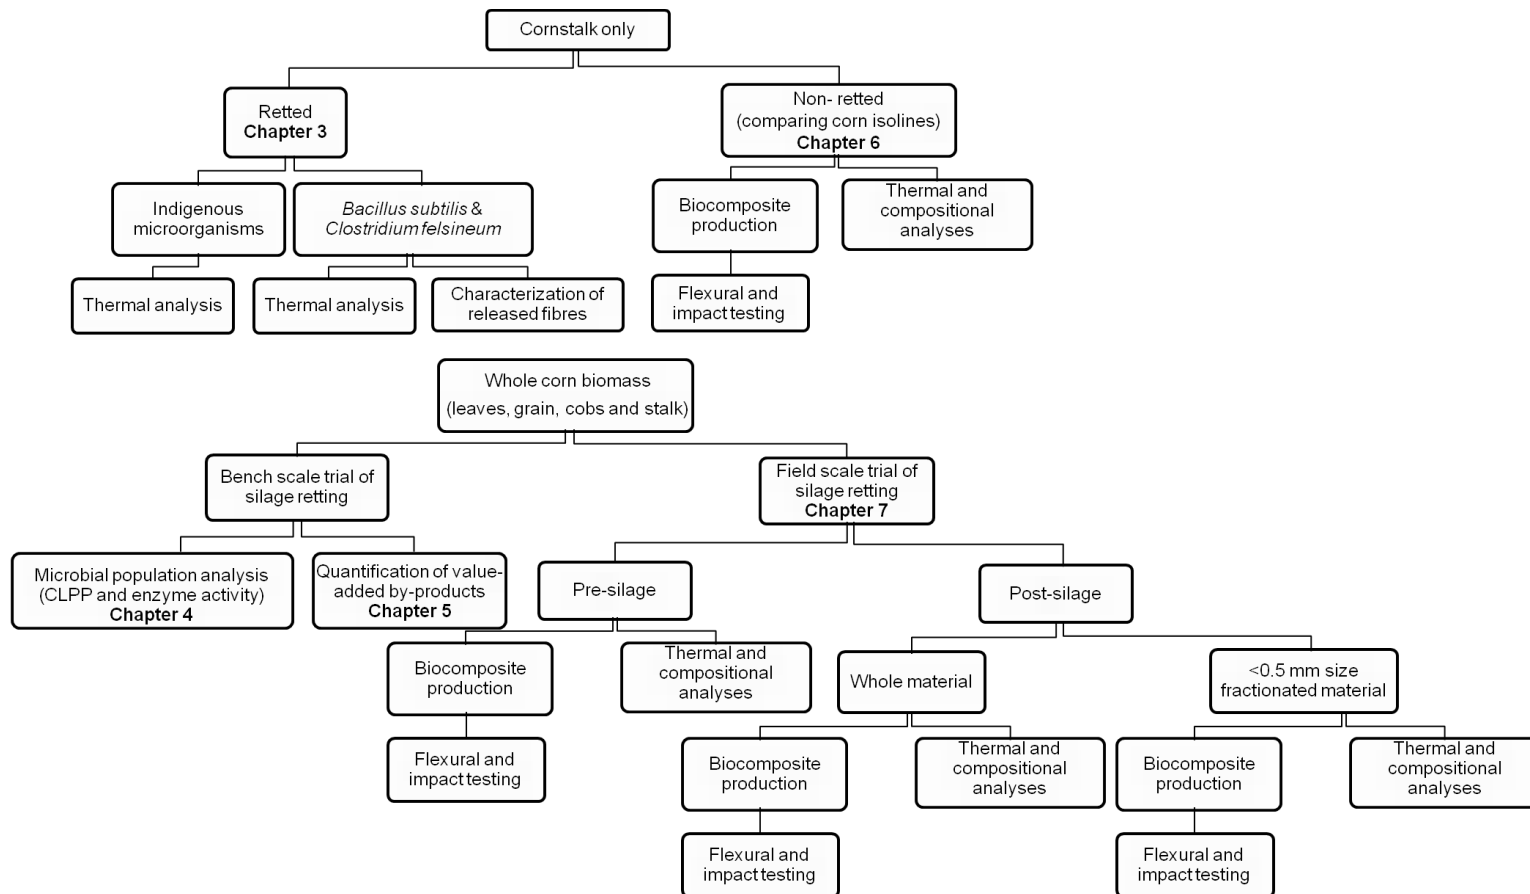 Cornstalk only
Retted
Chapter 3
Non- retted
(comparing corn isolines)
Chapter 6
Indigenous
microorganisms
Bacillus subtilis &
Clostridium felsineum
Biocomposite
production
Thermal and
compositional
analyses
Thermal analysis
Thermal analysis
Characterization of
released fibres
Flexural and
impact testing
Whole corn biomass
(leaves, grain, cobs and stalk)
Bench scale trial of
silage retting
Field scale trial of
silage retting
Chapter 7
Microbial population analysis
(CLPP and enzyme activity)
Chapter 4
Quantification of value-
added by-products
Chapter 5
Pre-silage
Post-silage
Biocomposite
production
Thermal and
compositional
analyses
Whole material
<0.5 mm size
fractionated material
Flexural and
impact testing
Biocomposite
production
Thermal and
compositional
analyses
Biocomposite
production
Thermal and
compositional
analyses
Flexural and
impact testing
Flexural and
impact testing